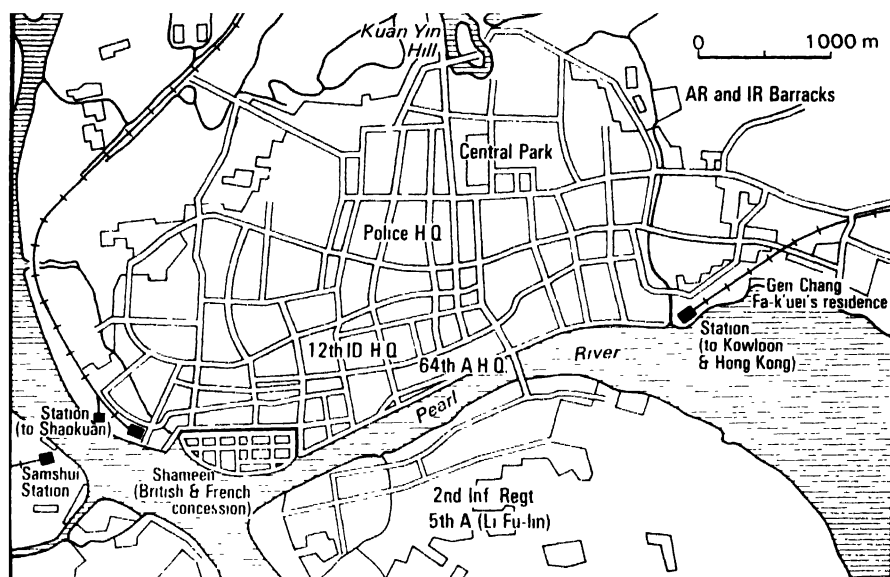 Kuan Yin
Hill
0 1000 m
AR and IR Barracks
Central Park
Police H Q
Gen Chang
Fa-k'uei's residence
12th ID H Q
64th A H Q
River
Station
(to Kowloon
& Hong Kong)
Pearl
Station
(to Shaokuan)
Samshui
Station
Shameen
(British & French
concession)
2nd Inf Regt
5th A (Li Fu-lin)